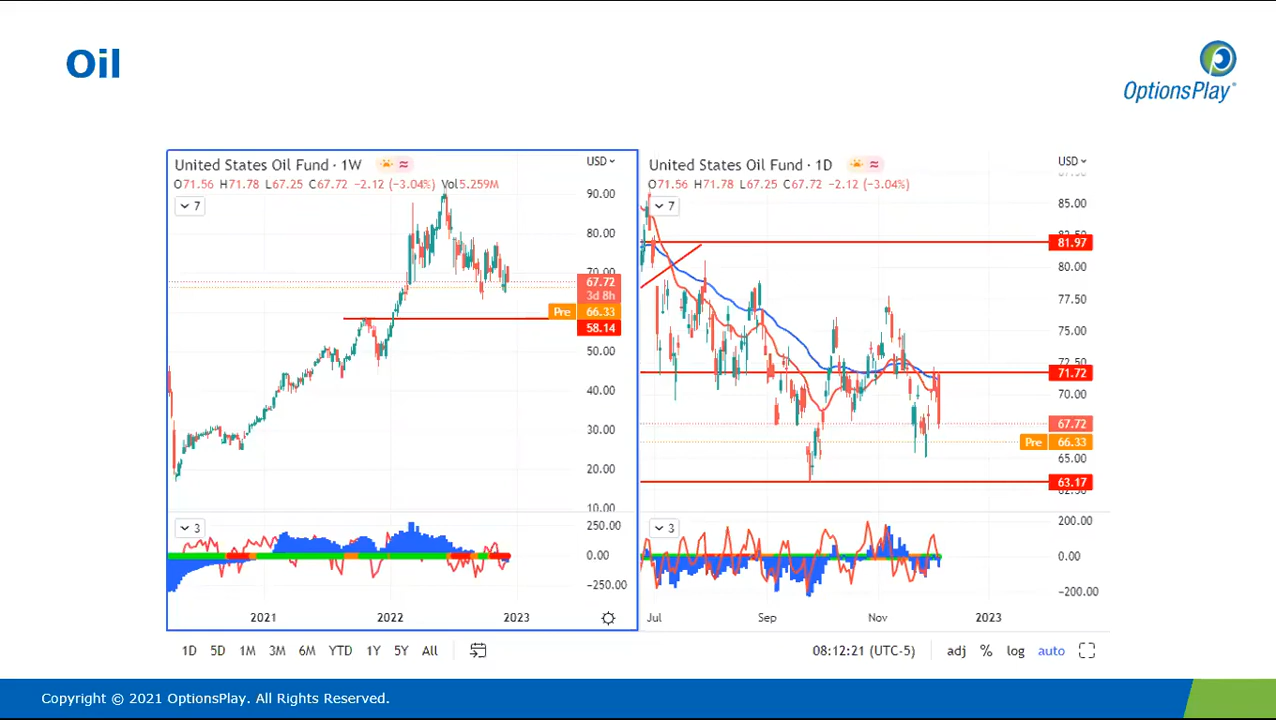 Oil
OptionsPlay
United States Oil Fund · 1W
USD
O71.56 H71.78 L67.25 C67.72 −2.12 (−3.04%) Vol5.259M
7
90.00
80.00
70.00
67.72
3d 8h
Pre 66.33
58.14
50.00
40.00
30.00
20.00
10.00
3
250.00
0.00
−250.00
2021 2022 2023
United States Oil Fund · 1D
USD
O71.56 H71.78 L67.25 C67.72 −2.12 (−3.04%)
7
85.00
81.97
80.00
77.50
75.00
72.50
71.72
70.00
67.72
Pre 66.33
65.00
63.17
62.50
3
200.00
0.00
−200.00
Jul Sep Nov 2023
1D 5D 1M 3M 6M YTD 1Y 5Y All
08:12:21 (UTC-5) adj % log auto
Copyright © 2021 OptionsPlay. All Rights Reserved.